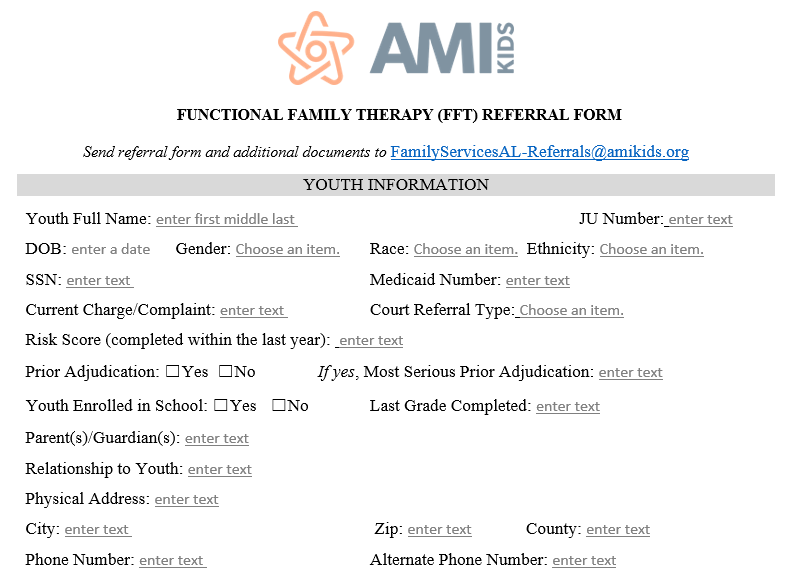 AMI KIDS
FUNCTIONAL FAMILY THERAPY (FFT) REFERRAL FORM
Send referral form and additional documents to FamilyServicesAL-Referrals@amikids.org
YOUTH INFORMATION
Youth Full Name: enter first middle last JU Number: enter text
DOB: enter a date Gender: Choose an item. Race: Choose an item. Ethnicity: Choose an item.
SSN: enter text Medicaid Number: enter text
Current Charge/Complaint: enter text Court Referral Type: Choose an item.
Risk Score (completed within the last year): enter text
Prior Adjudication: ☐Yes ☐No If yes, Most Serious Prior Adjudication: enter text
Youth Enrolled in School: ☐Yes ☐No Last Grade Completed: enter text
Parent(s)/Guardian(s): enter text
Relationship to Youth: enter text
Physical Address: enter text
City: enter text Zip: enter text County: enter text
Phone Number: enter text Alternate Phone Number: enter text